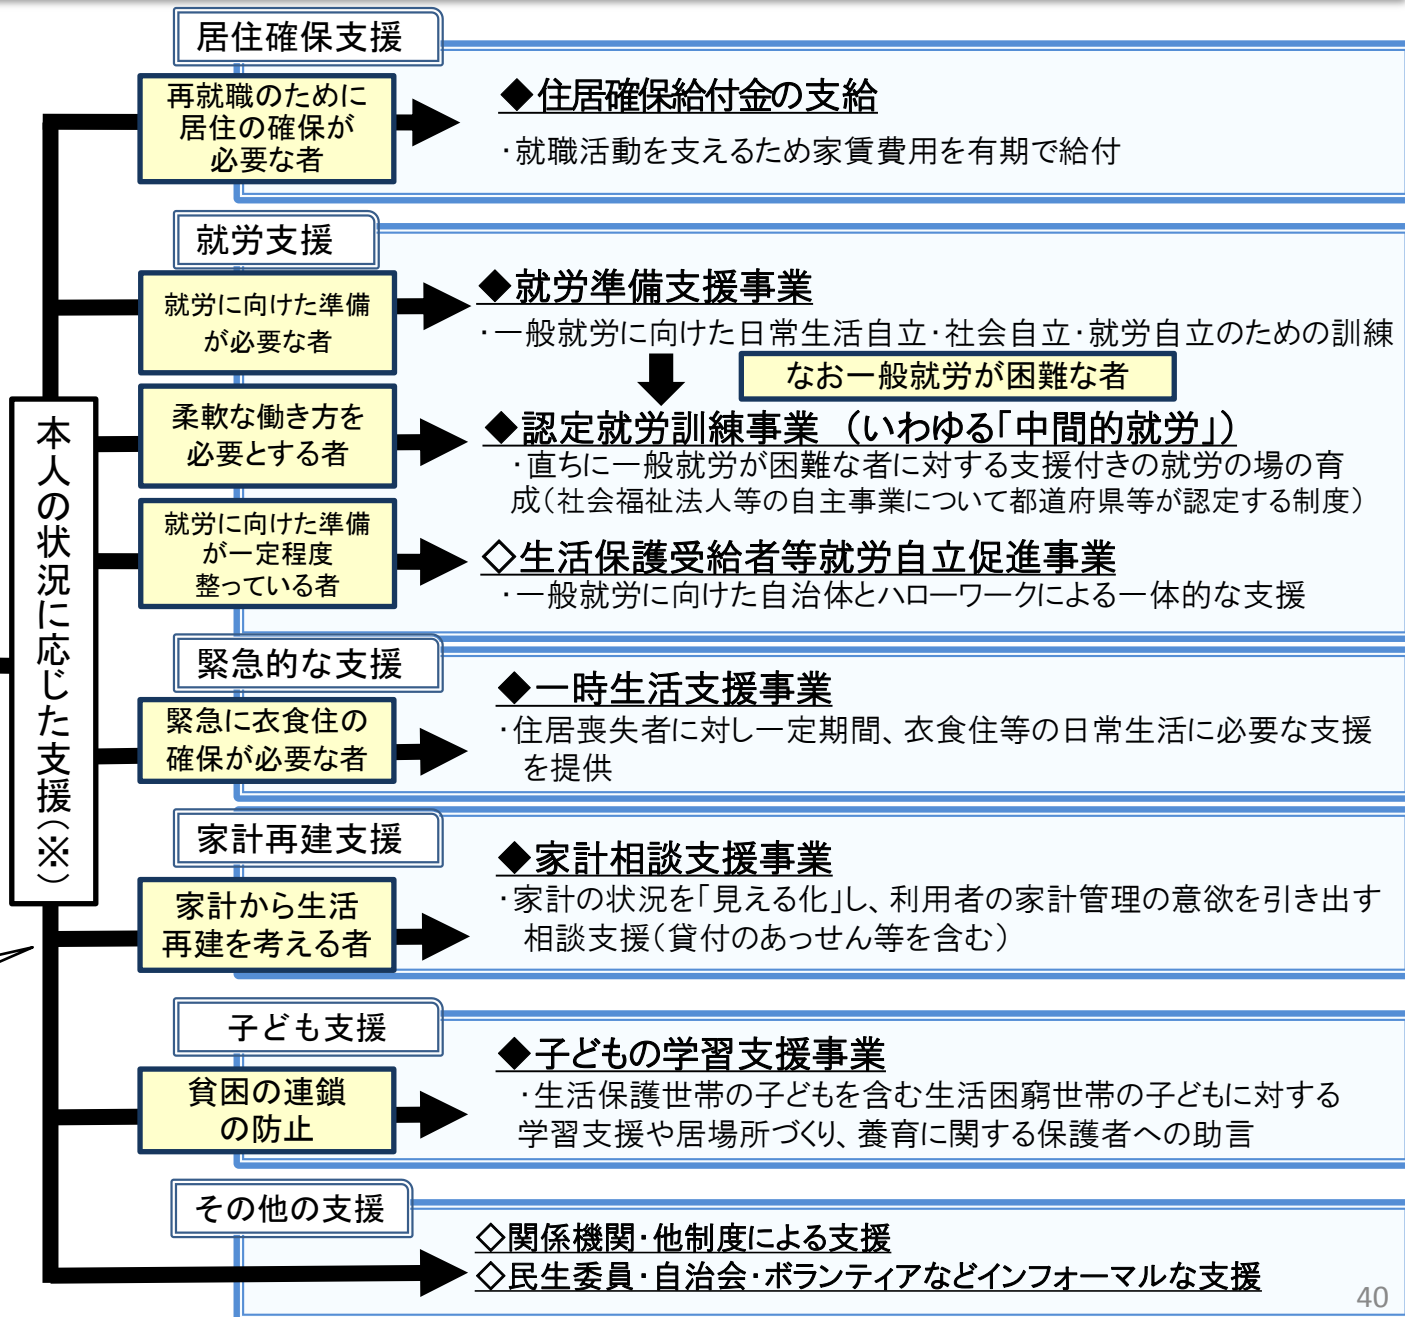 本人の状況に応じた支援（※）
居住確保支援
再就職のために
居住の確保が
必要な者
◆住居確保給付金の支給
・就職活動を支えるため家賃費用を有期で給付
就労支援
就労に向けた準備
が必要な者
◆就労準備支援事業
・一般就労に向けた日常生活自立・社会自立・就労自立のための訓練
なお一般就労が困難な者
柔軟な働き方を
必要とする者
◆認定就労訓練事業　（いわゆる「中間的就労」）
・直ちに一般就労が困難な者に対する支援付きの就労の場の育
成（社会福祉法人等の自主事業について都道府県等が認定する制度）
就労に向けた準備
が一定程度
整っている者
◇生活保護受給者等就労自立促進事業
・一般就労に向けた自治体とハローワークによる一体的な支援
緊急的な支援
緊急に衣食住の
確保が必要な者
◆一時生活支援事業
・住居喪失者に対し一定期間、衣食住等の日常生活に必要な支援
を提供
家計再建支援
家計から生活
再建を考える者
◆家計相談支援事業
・家計の状況を「見える化」し、利用者の家計管理の意欲を引き出す
相談支援（貸付のあっせん等を含む）
子ども支援
貧困の連鎖
の防止
◆子どもの学習支援事業
・生活保護世帯の子どもを含む生活困窮世帯の子どもに対する
学習支援や居場所づくり、養育に関する保護者への助言
その他の支援
◇関係機関・他制度による支援
◇民生委員・自治会・ボランティアなどインフォーマルな支援
40